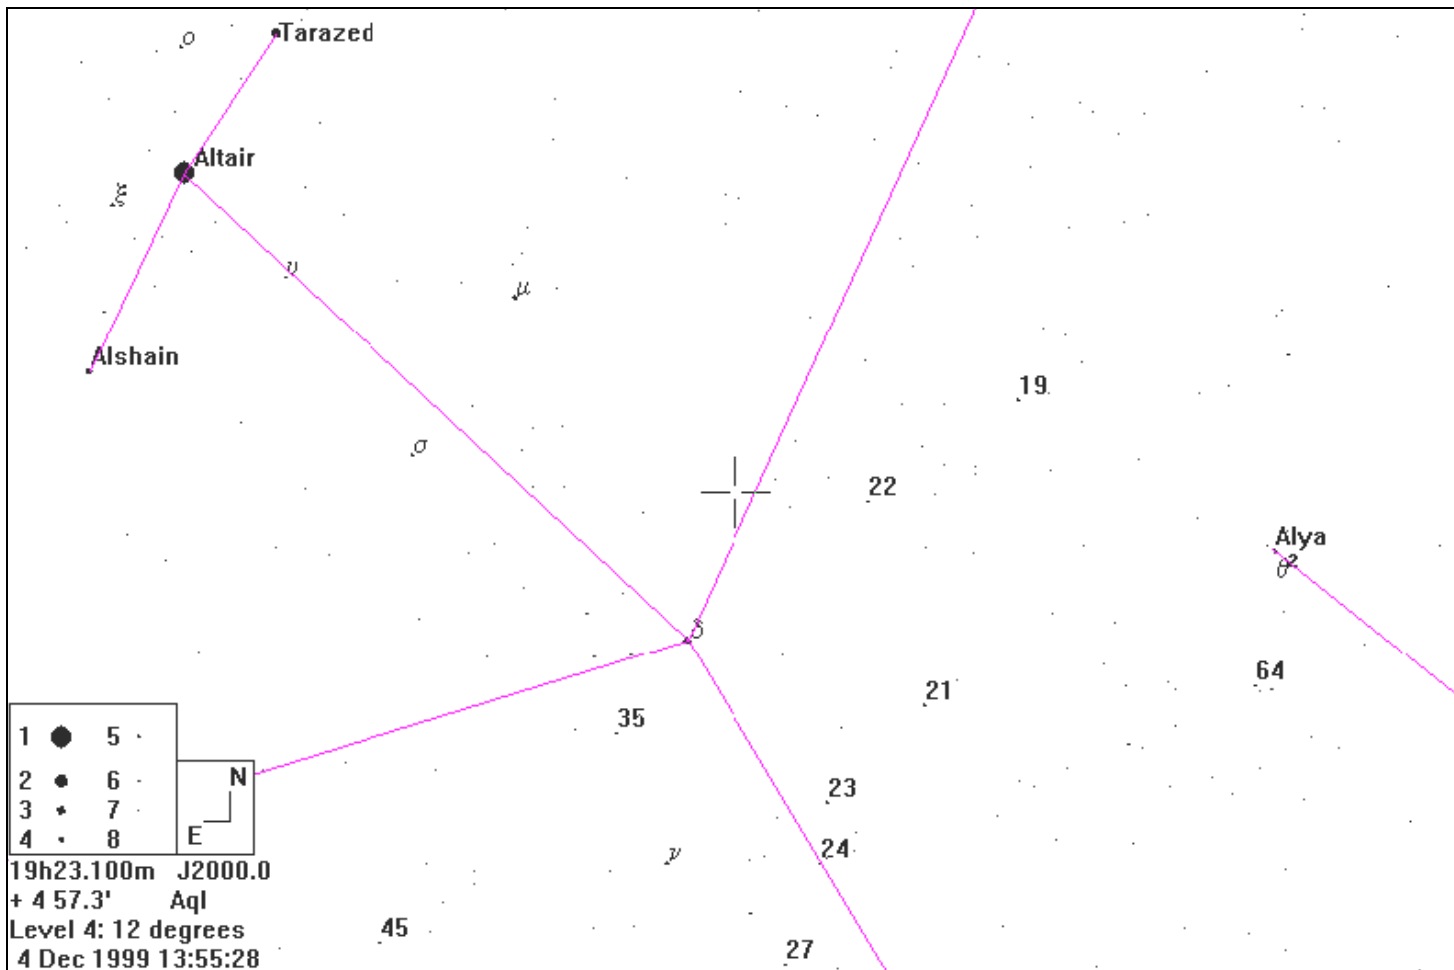 ο
Tarazed
Altair
ξ
υ
μ
Alshain
19
σ
22
Alya
θ²
δ
64
21
35
23
24
ν
45
27
1 5
2 6
3 7
4 8
N
E
19h23.100m J2000.0
+ 4 57.3' Aql
Level 4: 12 degrees
4 Dec 1999 13:55:28